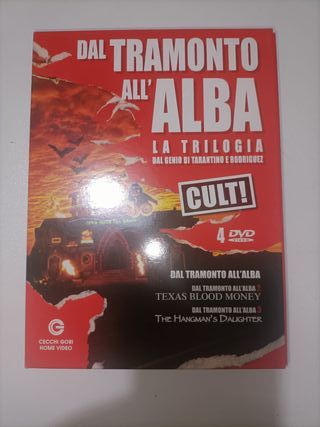 DAL TRAMONTO
ALL'ALBA
LA TRILOGIA
DAL GENIO DI TARANTINO E RODRIGUEZ
CULT!
4 DVD
VIDEO
DAL TRAMONTO ALL'ALBA
DAL TRAMONTO ALL'ALBA 2
TEXAS BLOOD MONEY
DAL TRAMONTO ALL'ALBA 3
THE HANGMAN'S DAUGHTER
CECCHI GORI
HOME VIDEO